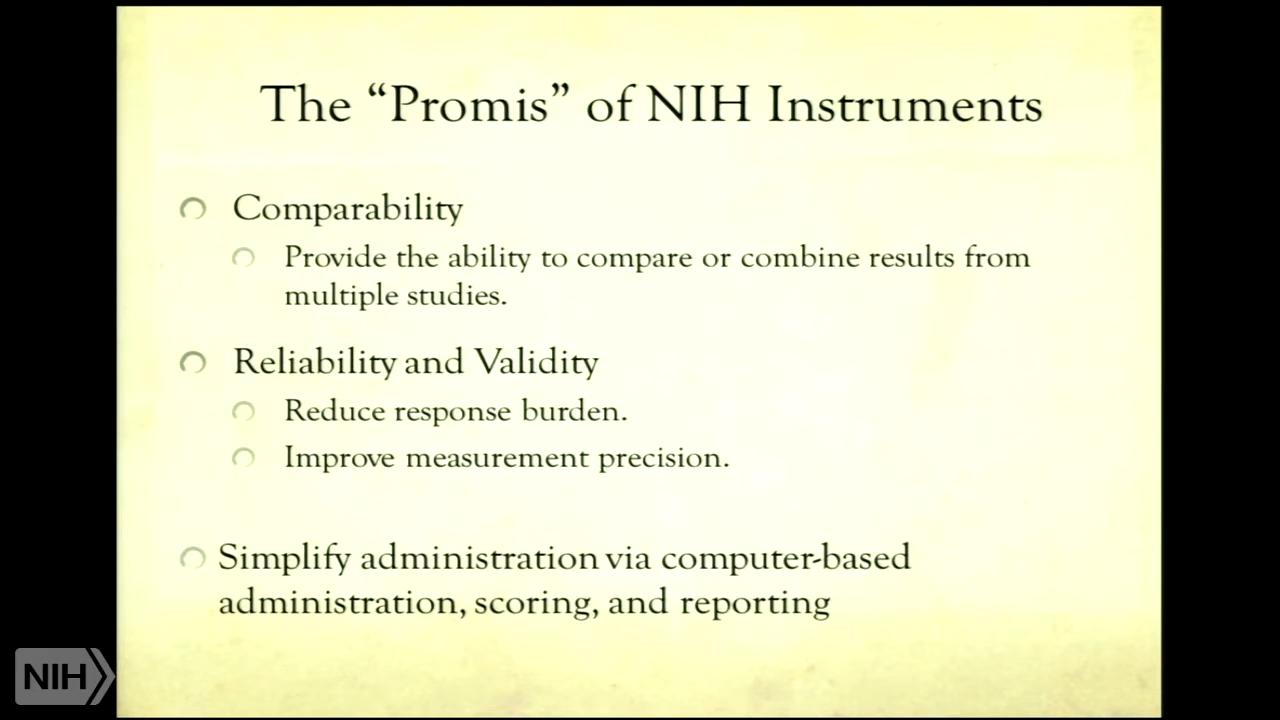 The “Promis” of NIH Instruments
Comparability
Provide the ability to compare or combine results from
multiple studies.
Reliability and Validity
Reduce response burden.
Improve measurement precision.
Simplify administration via computer-based
administration, scoring, and reporting
NIH